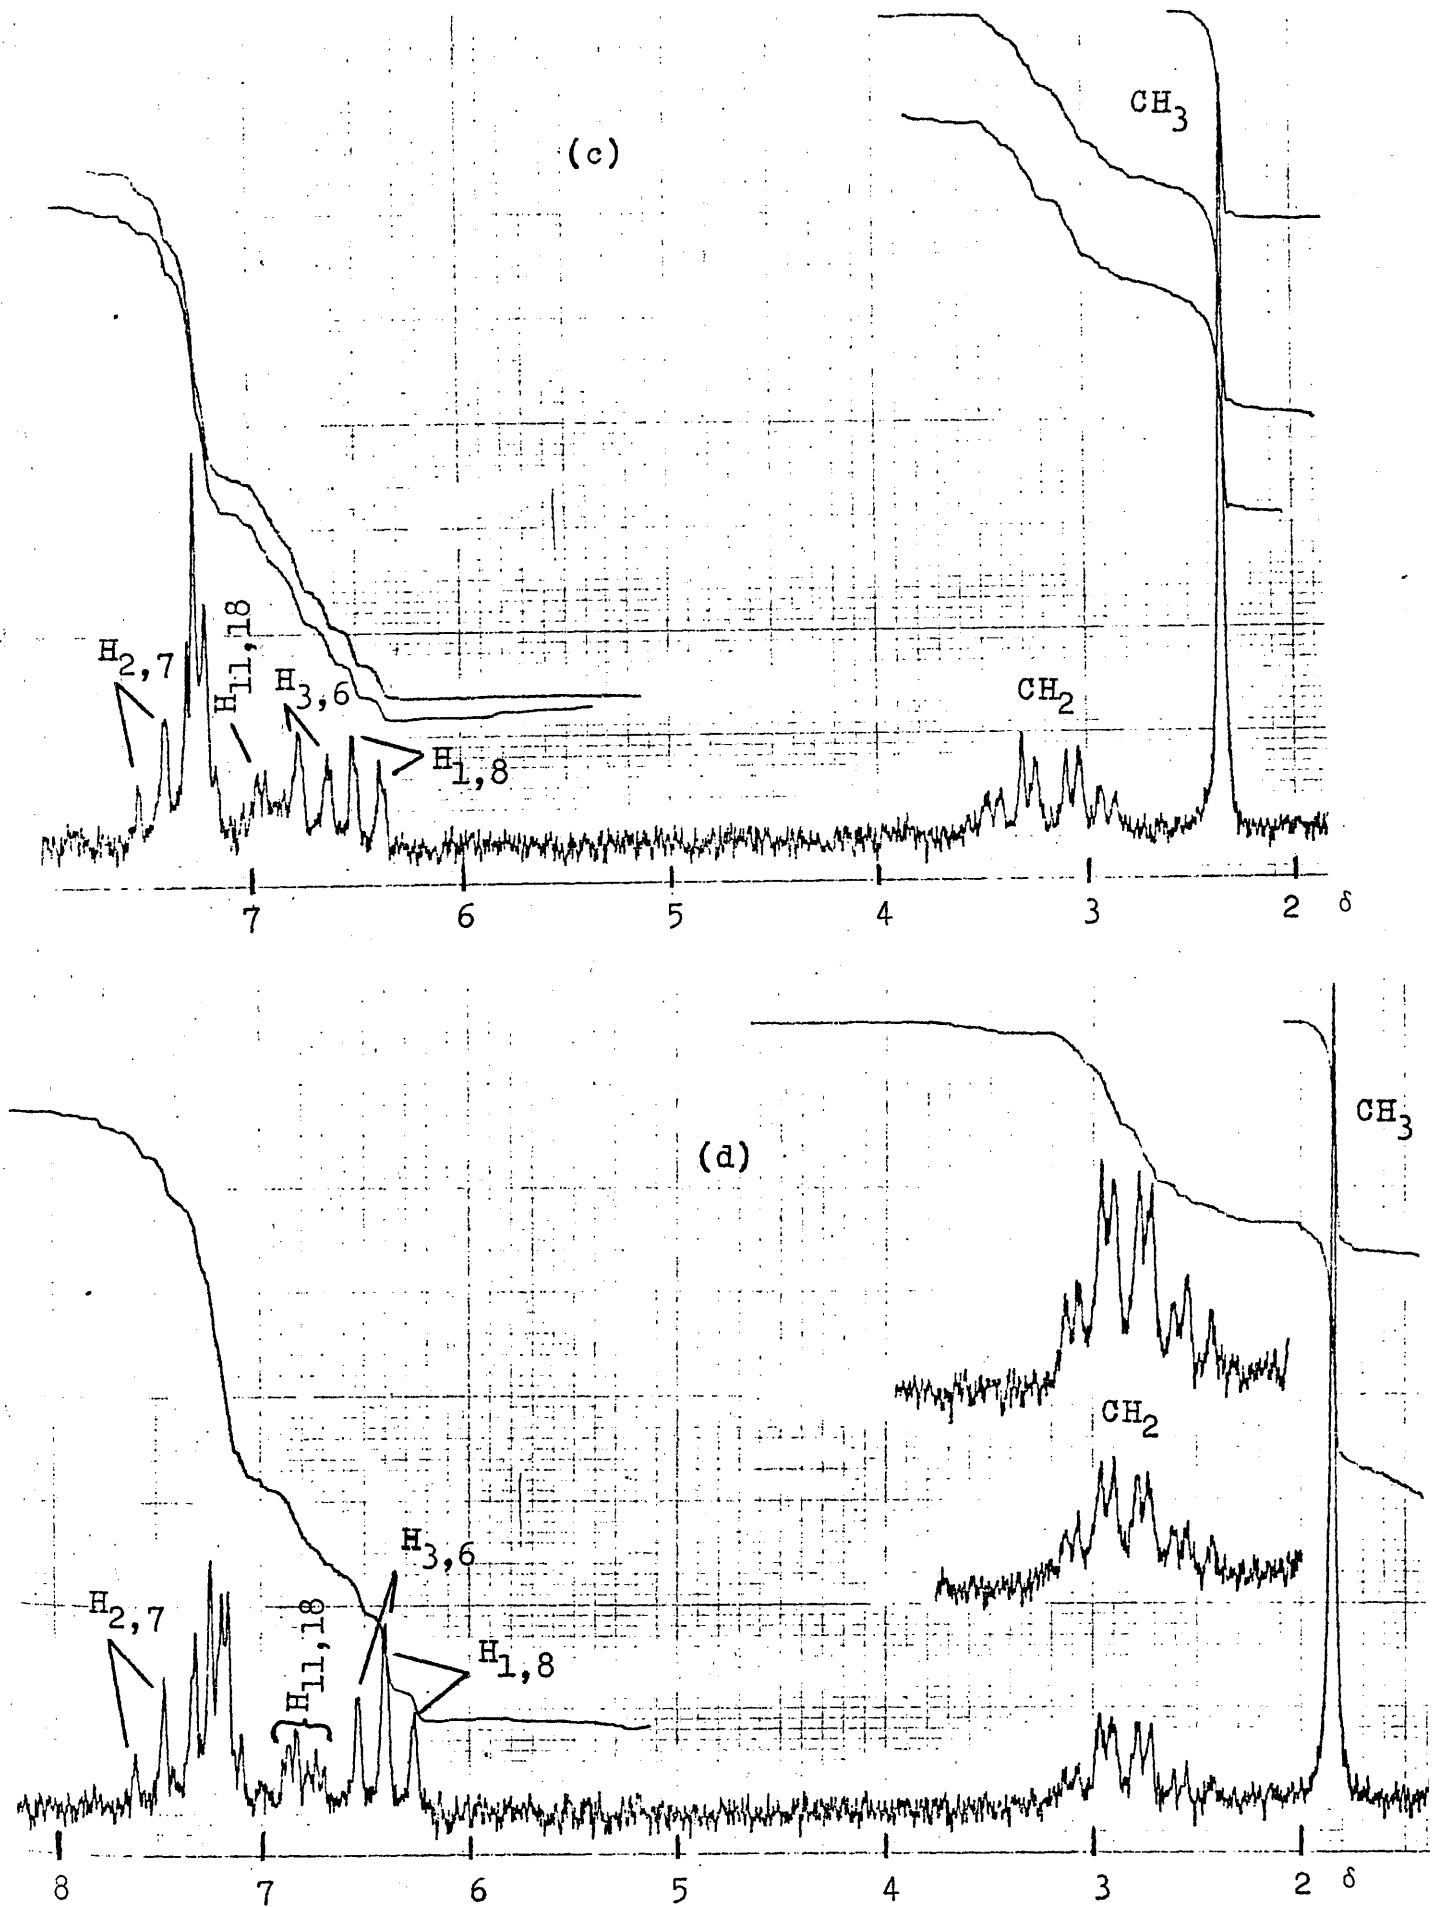 CH3
(c)
H2,7
H11,18
H3,6
H1,8
CH2
7 6 5 4 3 2 δ
CH3
(d)
CH2
H3,6
H2,7
H11,18
H1,8
8 7 6 5 4 3 2 δ